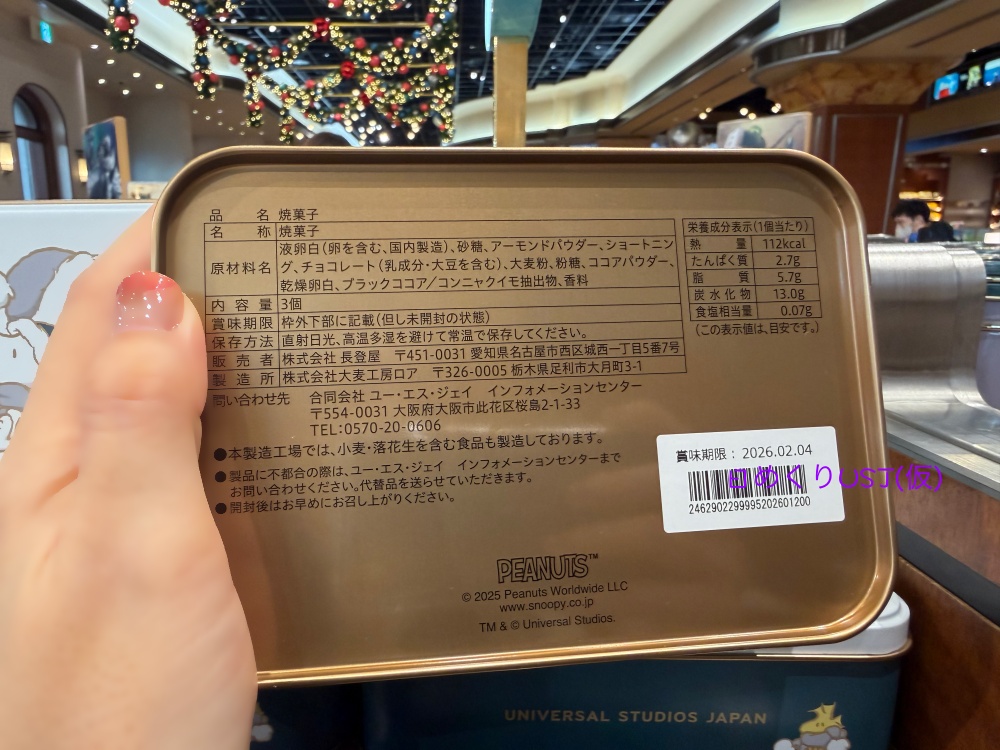 品名 焼菓子
名称 焼菓子
原材料名 液卵白(卵を含む、国内製造)、砂糖、アーモンドパウダー、ショートニン
グ、チョコレート(乳成分・大豆を含む)、大麦粉、粉糖、ココアパウダー、
乾燥卵白、ブラックココア/コンニャクイモ抽出物、香料
内容量 3個
賞味期限 枠外下部に記載(但し未開封の状態)
保存方法 直射日光、高温多湿を避けて常温で保存してください。
販売者 株式会社 長登屋 〒451-0031 愛知県名古屋市西区城西一丁目5番7号
製造所 株式会社大麦工房ロア 〒326-0005 栃木県足利市大月町3-1
問い合わせ先 合同会社 ユー・エス・ジェイ インフォメーションセンター
〒554-0031 大阪府大阪市此花区桜島2-1-33
TEL:0570-20-0606
●本製造工場では、小麦・落花生を含む食品も製造しております。
●製品に不都合の際は、ユー・エス・ジェイ インフォメーションセンターまで
お問い合わせください。代替品を送らせていただきます。
●開封後はお早めにお召し上がりください。
栄養成分表示(1個当たり)
熱量 112kcal
たんぱく質 2.7g
脂質 5.7g
炭水化物 13.0g
食塩相当量 0.07g
(この表示値は、目安です。)
賞味期限: 2026.02.04
日めくりUSJ(仮)
2462902299995202601200
PEANUTS™
© 2025 Peanuts Worldwide LLC
www.snoopy.co.jp
TM & © Universal Studios.
UNIVERSAL STUDIOS JAPAN